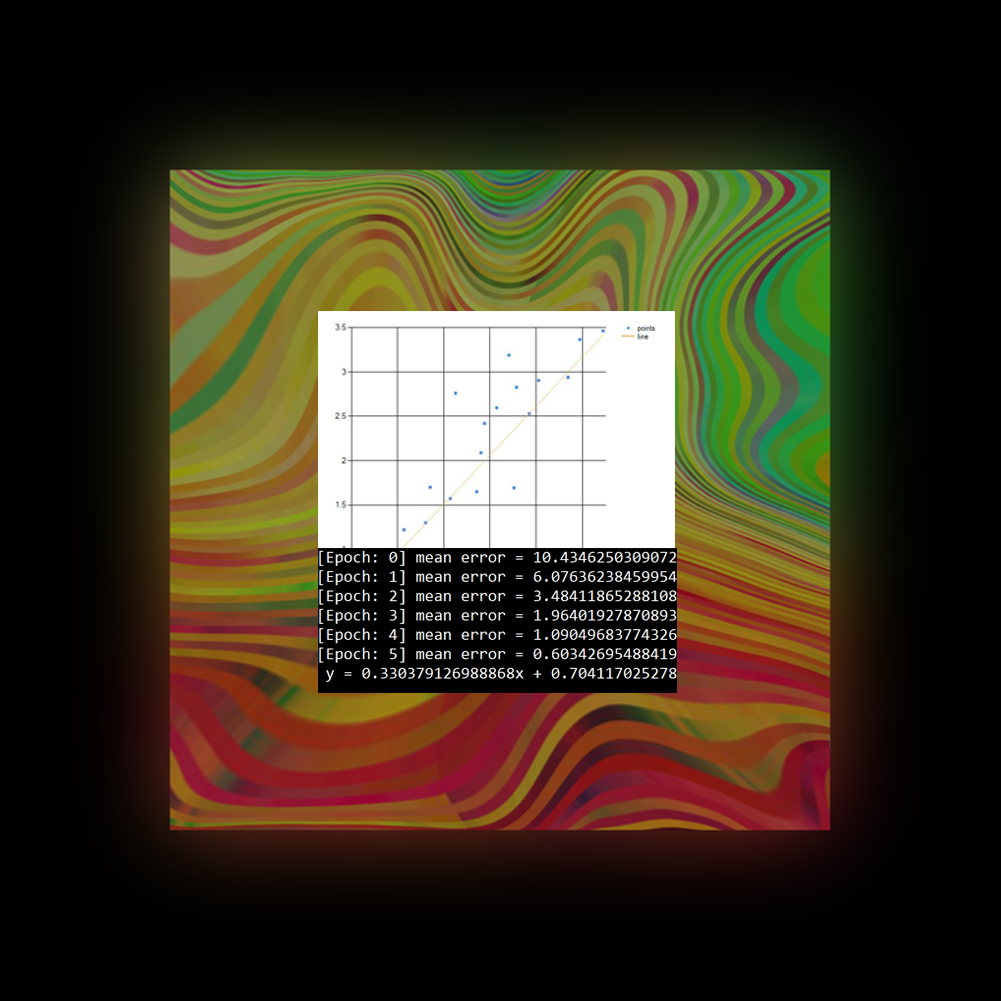 3.5
points
line
3
2.5
2
1.5
[Epoch: 0] mean error = 10.4346250309072
[Epoch: 1] mean error = 6.07636238459954
[Epoch: 2] mean error = 3.48411865288108
[Epoch: 3] mean error = 1.96401927870893
[Epoch: 4] mean error = 1.09049683774326
[Epoch: 5] mean error = 0.60342695488419
y = 0.330379126988868x + 0.704117025278